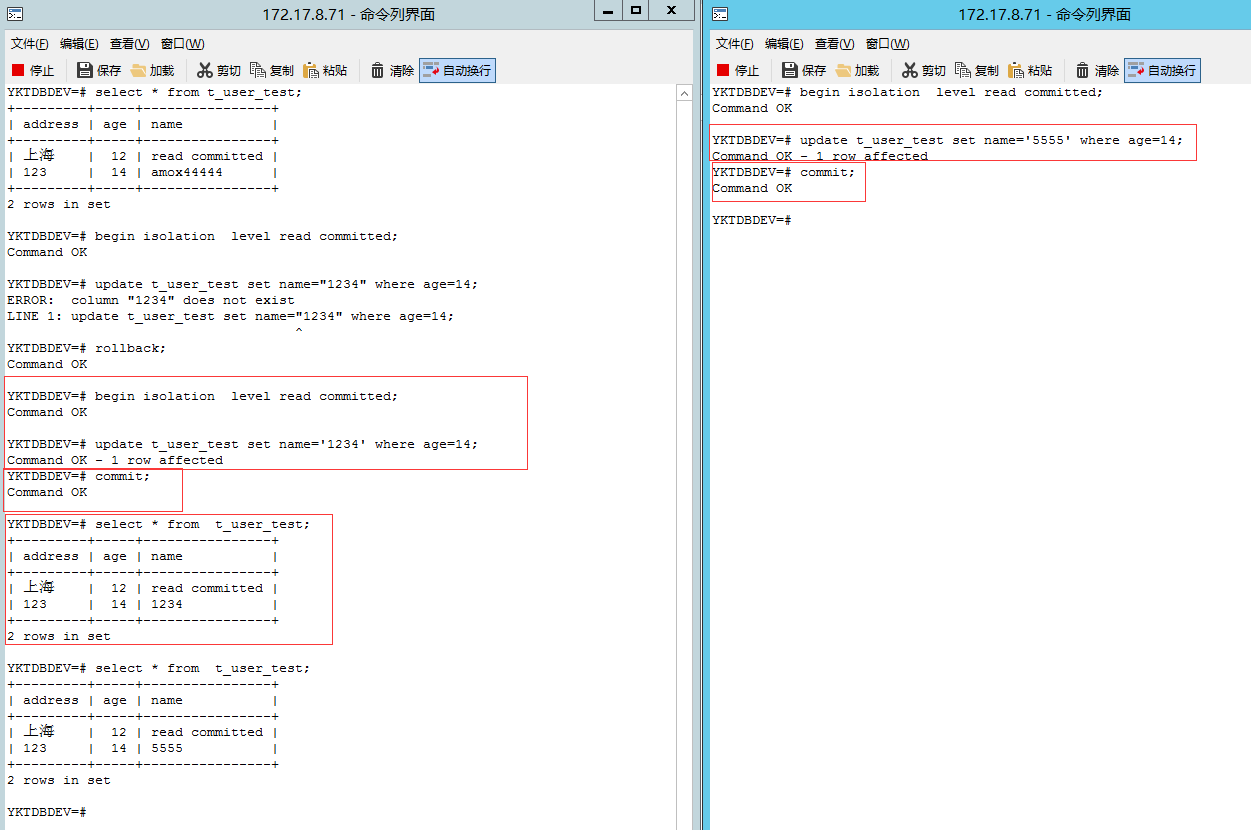 172.17.8.71 - 命令列界面
文件(F) 编辑(E) 查看(V) 窗口(W)
停止 保存 加载 剪切 复制 粘贴 清除 自动换行
YKTDBDEV=# select * from t_user_test;
+---------+-----+----------------+
| address | age | name           |
+---------+-----+----------------+
| 上海    |  12 | read committed |
| 123     |  14 | amox44444      |
+---------+-----+----------------+
2 rows in set
YKTDBDEV=# begin isolation  level read committed;
Command OK
YKTDBDEV=# update t_user_test set name="1234" where age=14;
ERROR:  column "1234" does not exist
LINE 1: update t_user_test set name="1234" where age=14;
                                    ^
YKTDBDEV=# rollback;
Command OK
YKTDBDEV=# begin isolation  level read committed;
Command OK
YKTDBDEV=# update t_user_test set name='1234' where age=14;
Command OK - 1 row affected
YKTDBDEV=# commit;
Command OK
YKTDBDEV=# select * from  t_user_test;
+---------+-----+----------------+
| address | age | name           |
+---------+-----+----------------+
| 上海    |  12 | read committed |
| 123     |  14 | 1234           |
+---------+-----+----------------+
2 rows in set
YKTDBDEV=# select * from  t_user_test;
+---------+-----+----------------+
| address | age | name           |
+---------+-----+----------------+
| 上海    |  12 | read committed |
| 123     |  14 | 5555           |
+---------+-----+----------------+
2 rows in set
YKTDBDEV=#
172.17.8.71 - 命令列界面
文件(F) 编辑(E) 查看(V) 窗口(W)
停止 保存 加载 剪切 复制 粘贴 清除 自动换行
YKTDBDEV=# begin isolation  level read committed;
Command OK
YKTDBDEV=# update t_user_test set name='5555' where age=14;
Command OK - 1 row affected
YKTDBDEV=# commit;
Command OK
YKTDBDEV=#